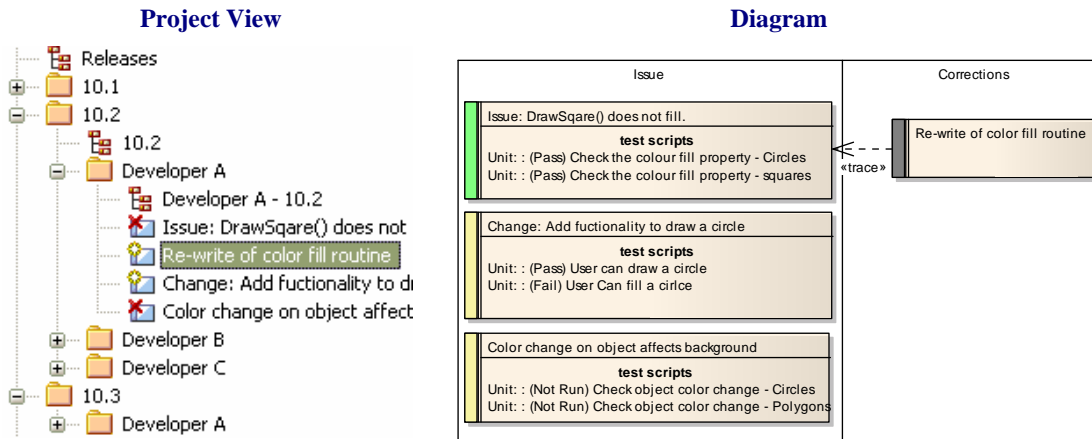 Project View
Diagram
Releases
10.1
10.2
10.2
Developer A
Developer A - 10.2
Issue: DrawSqare() does not
Re-write of color fill routine
Change: Add fuctionality to dr
Color change on object affect
Developer B
Developer C
10.3
Developer A
Issue
Corrections
Issue: DrawSqare() does not fill.
test scripts
Unit: : (Pass) Check the colour fill property - Circles
Unit: : (Pass) Check the colour fill property - squares
Re-write of color fill routine
«trace»
Change: Add fuctionality to draw a circle
test scripts
Unit: : (Pass) User can draw a circle
Unit: : (Fail) User Can fill a cirlce
Color change on object affects background
test scripts
Unit: : (Not Run) Check object color change - Circles
Unit: : (Not Run) Check object color change - Polygons